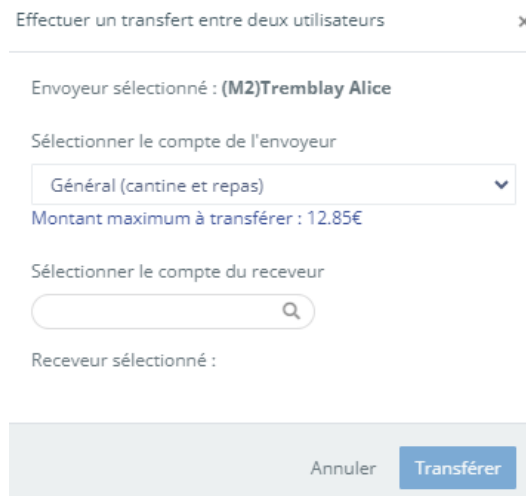 Effectuer un transfert entre deux utilisateurs
Envoyeur sélectionné : (M2)Tremblay Alice
Sélectionner le compte de l'envoyeur
Général (cantine et repas)
Montant maximum à transférer : 12.85€
Sélectionner le compte du receveur
Receveur sélectionné :
Annuler Transférer